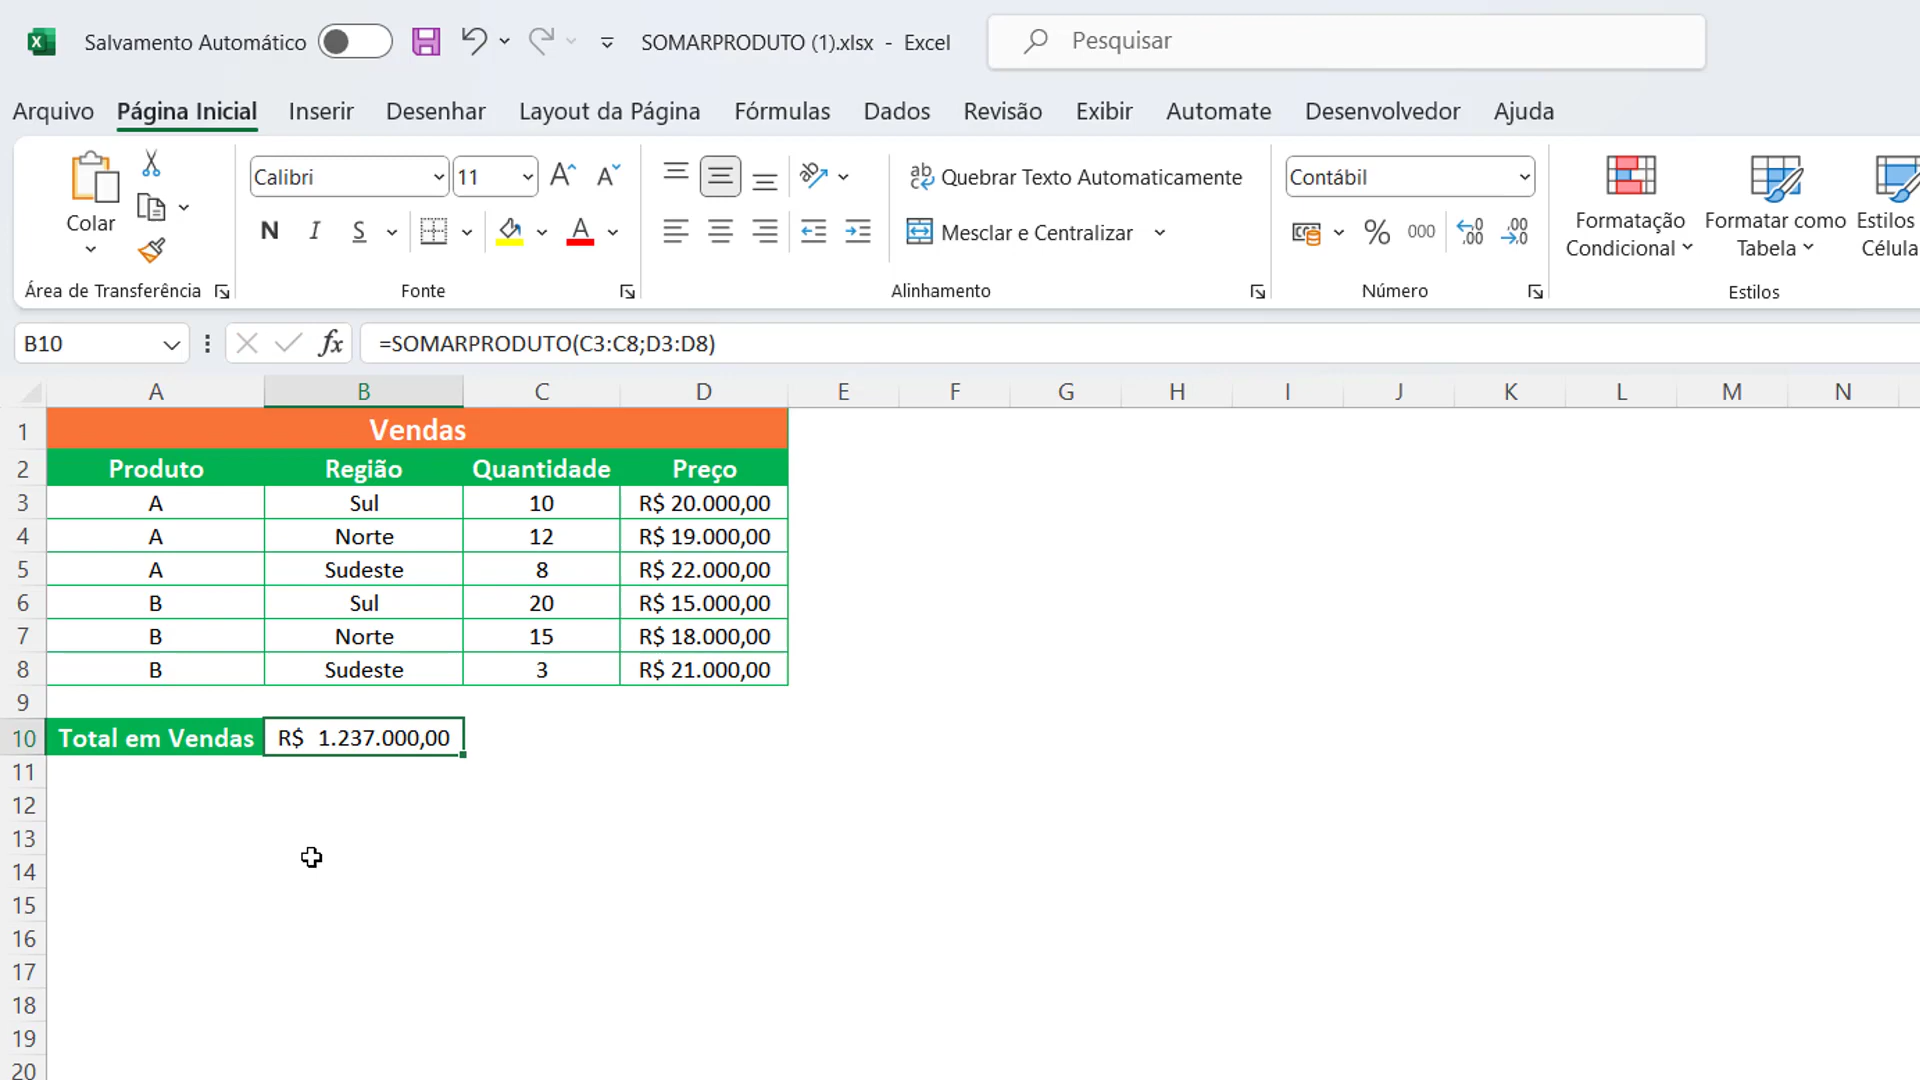 Salvamento Automático SOMARPRODUTO (1).xlsx - Excel Pesquisar
Arquivo Página Inicial Inserir Desenhar Layout da Página Fórmulas Dados Revisão Exibir Automate Desenvolvedor Ajuda
Colar
Área de Transferência
Calibri 11
N I S
Fonte
Quebrar Texto Automaticamente
Mesclar e Centralizar
Alinhamento
Contábil
% 000
Número
Formatação
Condicional
Formatar como
Tabela
Estilos
Célula
Estilos
B10 fx =SOMARPRODUTO(C3:C8;D3:D8)
A B C D E F G H I J K L M N
1 Vendas
2 Produto Região Quantidade Preço
3 A Sul 10 R$ 20.000,00
4 A Norte 12 R$ 19.000,00
5 A Sudeste 8 R$ 22.000,00
6 B Sul 20 R$ 15.000,00
7 B Norte 15 R$ 18.000,00
8 B Sudeste 3 R$ 21.000,00
9
10 Total em Vendas R$ 1.237.000,00
11
12
13
14
15
16
17
18
19
20